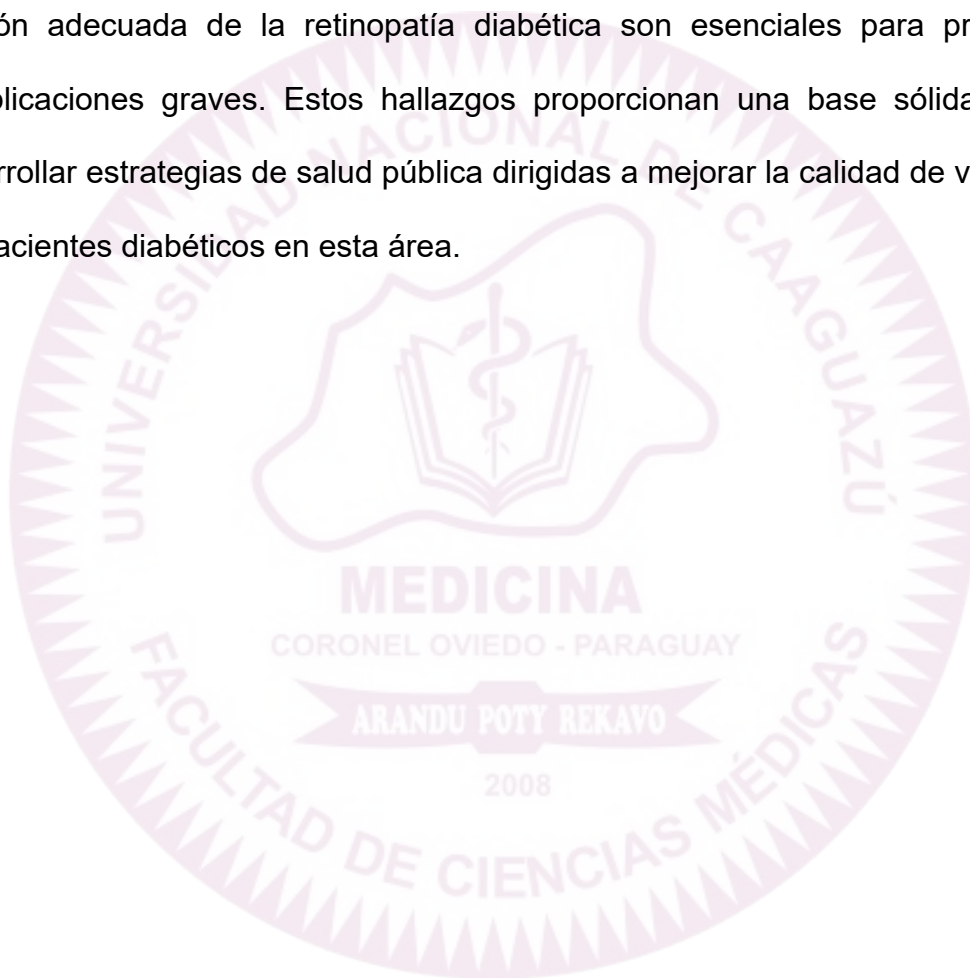 ón adecuada de la retinopatía diabética son esenciales para pr
plicaciones graves. Estos hallazgos proporcionan una base sólida
rrollar estrategias de salud pública dirigidas a mejorar la calidad de v
acientes diabéticos en esta área.
UNIVERSIDAD NACIONAL DE CAAGUAZÚ
MEDICINA
CORONEL OVIEDO - PARAGUAY
ARANDU POTY REKAVO
2008
FACULTAD DE CIENCIAS MÉDICAS